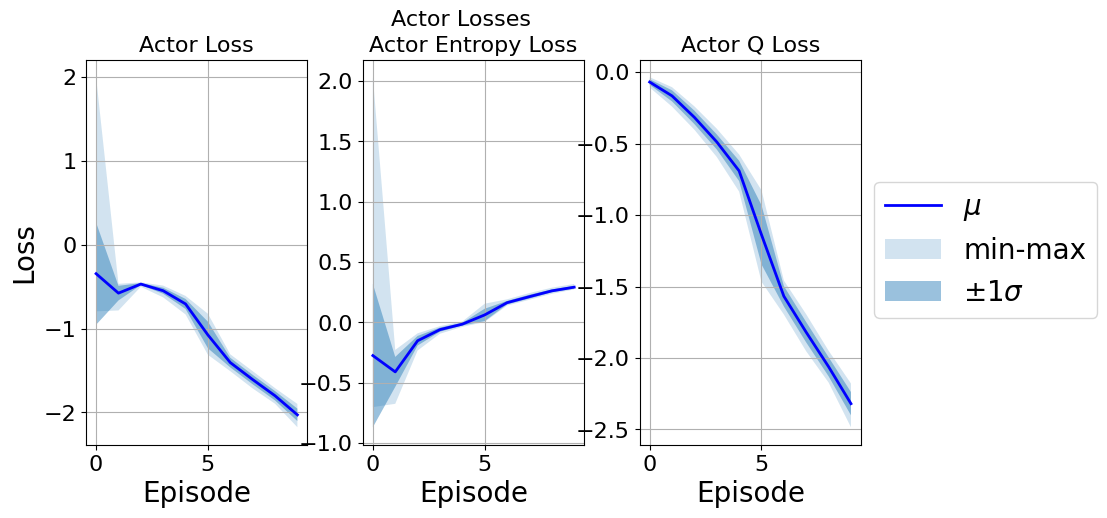 Actor Losses
Actor Loss
Actor Entropy Loss
Actor Q Loss
Loss
2
1
0
−1
−2
0
5
Episode
2.0
1.5
1.0
0.5
0.0
−0.5
−1.0
0
5
Episode
0.0
−0.5
−1.0
−1.5
−2.0
−2.5
0
5
Episode
μ
min-max
±1σ